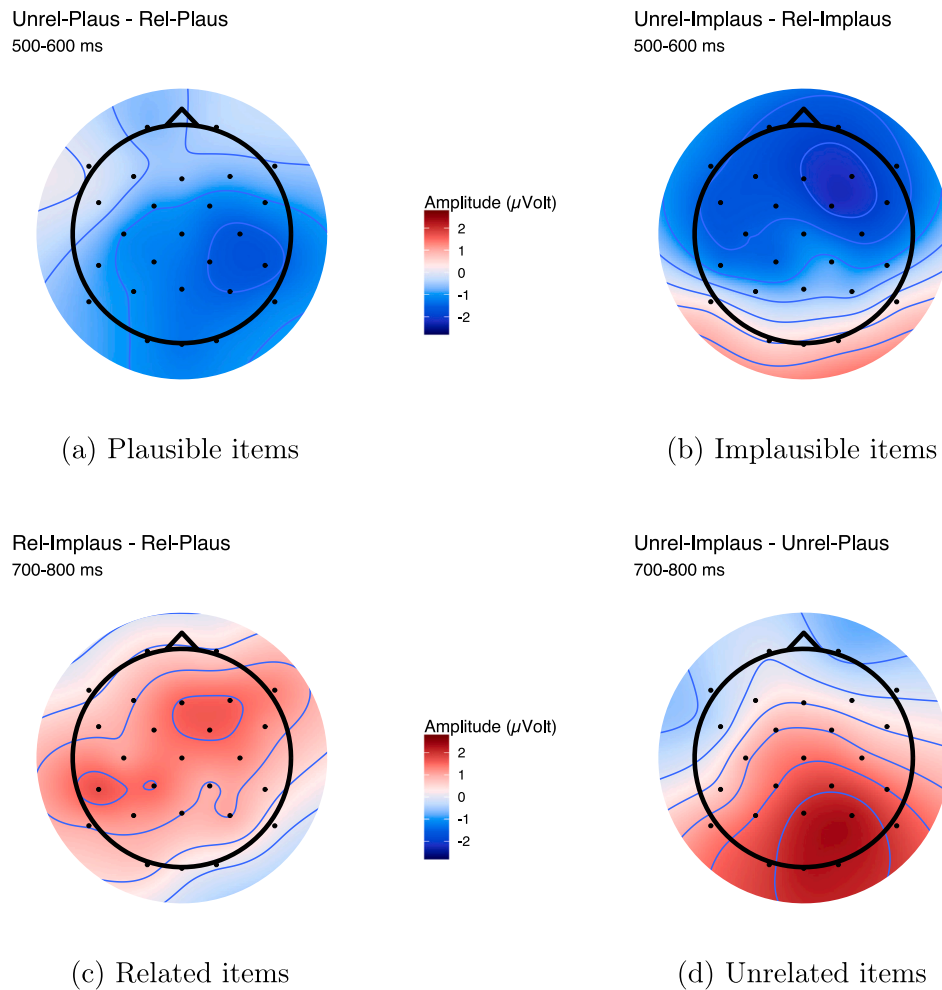 Unrel-Plaus - Rel-Plaus
500-600 ms
Unrel-Implaus - Rel-Implaus
500-600 ms
Amplitude (µVolt)
2
1
0
-1
-2
(a) Plausible items
(b) Implausible items
Rel-Implaus - Rel-Plaus
700-800 ms
Unrel-Implaus - Unrel-Plaus
700-800 ms
Amplitude (µVolt)
2
1
0
-1
-2
(c) Related items
(d) Unrelated items